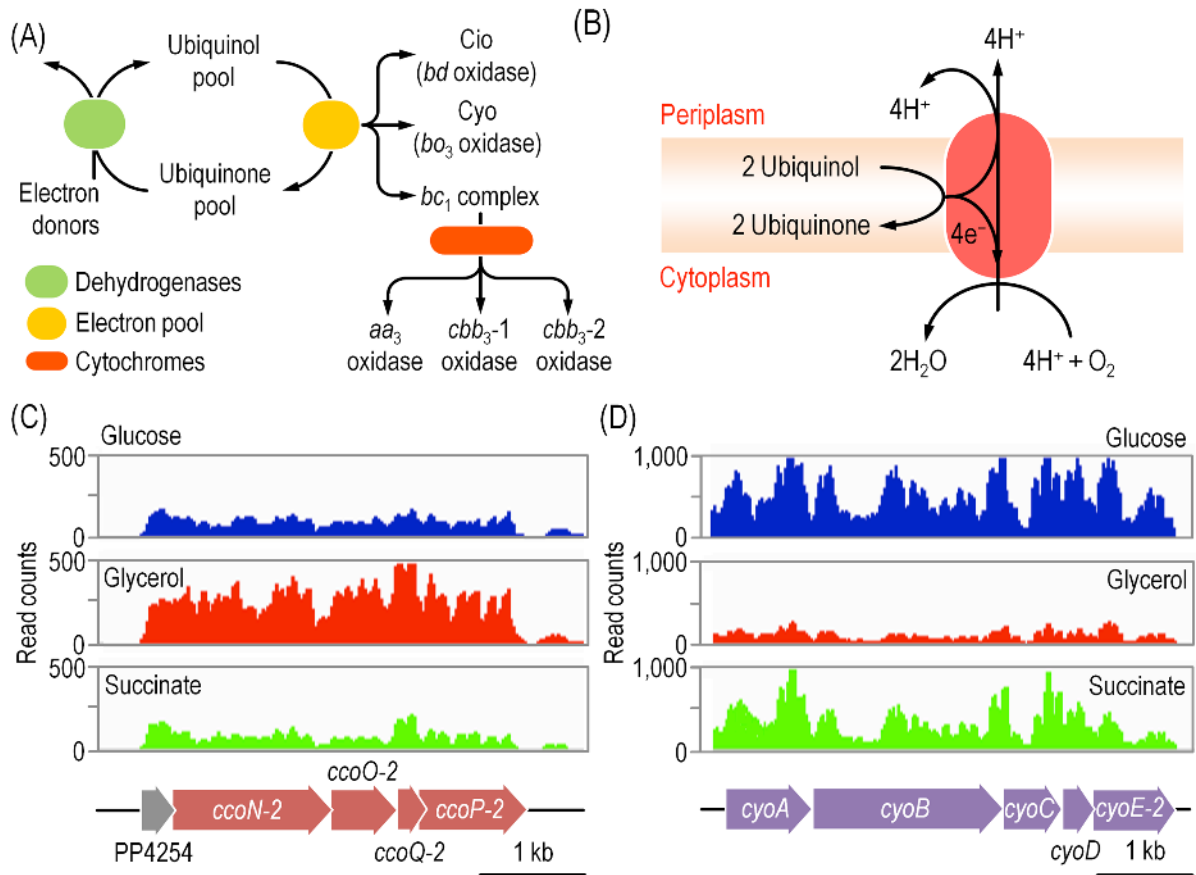 (A)
Ubiquinol
pool
Ubiquinone
pool
Electron
donors
Cio
(bd oxidase)
Cyo
(bo₃ oxidase)
bc₁ complex
aa₃
oxidase
cbb₃-1
oxidase
cbb₃-2
oxidase
Dehydrogenases
Electron pool
Cytochromes
(B)
4H⁺
4H⁺
Periplasm
2 Ubiquinol
2 Ubiquinone
4e⁻
Cytoplasm
2H₂O
4H⁺ + O₂
(C)
Glucose
500
0
Glycerol
500
0
Succinate
500
0
Read counts
ccoO-2
ccoN-2
ccoP-2
PP4254
ccoQ-2
1 kb
(D)
Glucose
1,000
0
Glycerol
1,000
0
Succinate
1,000
0
Read counts
cyoA
cyoB
cyoC
cyoE-2
cyoD
1 kb